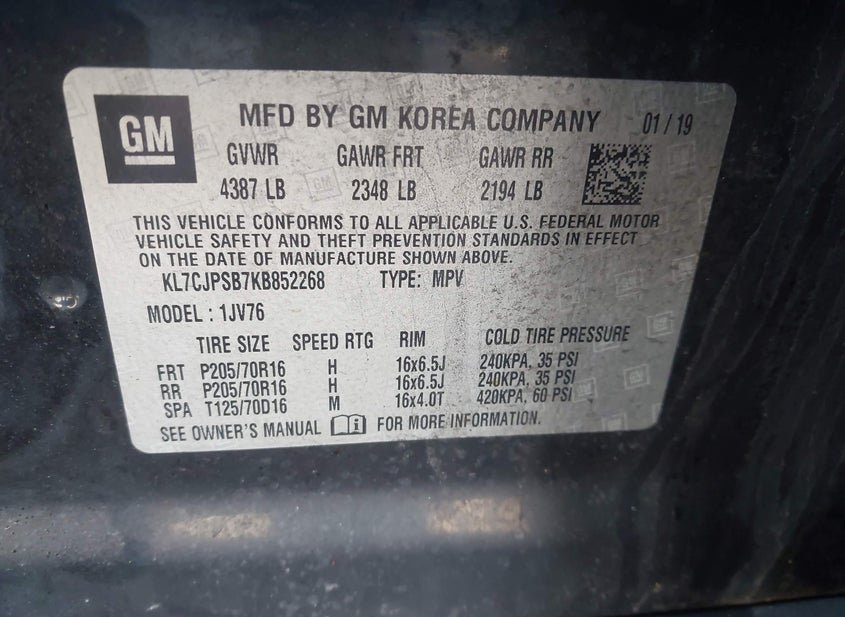 GM
MFD BY GM KOREA COMPANY 01/19
GVWR GAWR FRT GAWR RR
4387 LB 2348 LB 2194 LB
THIS VEHICLE CONFORMS TO ALL APPLICABLE U.S. FEDERAL MOTOR
VEHICLE SAFETY AND THEFT PREVENTION STANDARDS IN EFFECT
ON THE DATE OF MANUFACTURE SHOWN ABOVE.
KL7CJPSB7KB852268 TYPE: MPV
MODEL : 1JV76
TIRE SIZE SPEED RTG RIM COLD TIRE PRESSURE
FRT P205/70R16 H 16x6.5J 240KPA, 35 PSI
RR P205/70R16 H 16x6.5J 240KPA, 35 PSI
SPA T125/70D16 M 16x4.0T 420KPA, 60 PSI
SEE OWNER'S MANUAL i FOR MORE INFORMATION.